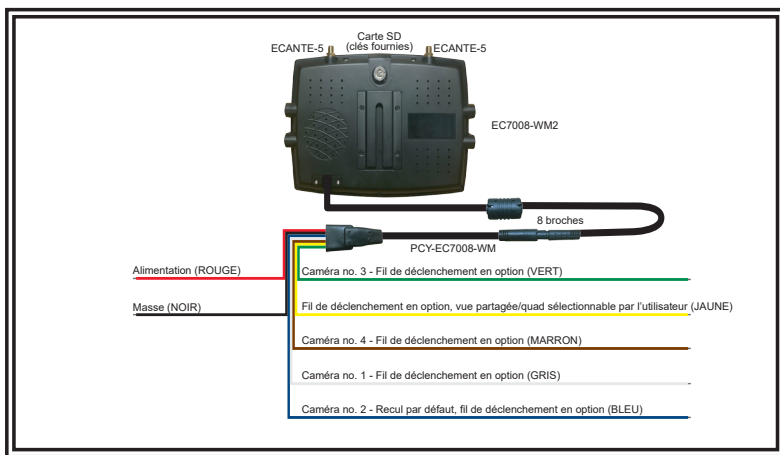 Carte SD
(clés fournies)
ECANTE-5
ECANTE-5
EC7008-WM2
8 broches
PCY-EC7008-WM
Alimentation (ROUGE)
Caméra no. 3 - Fil de déclenchement en option (VERT)
Masse (NOIR)
Fil de déclenchement en option, vue partagée/quad sélectionnable par l'utilisateur (JAUNE)
Caméra no. 4 - Fil de déclenchement en option (MARRON)
Caméra no. 1 - Fil de déclenchement en option (GRIS)
Caméra no. 2 - Recul par défaut, fil de déclenchement en option (BLEU)